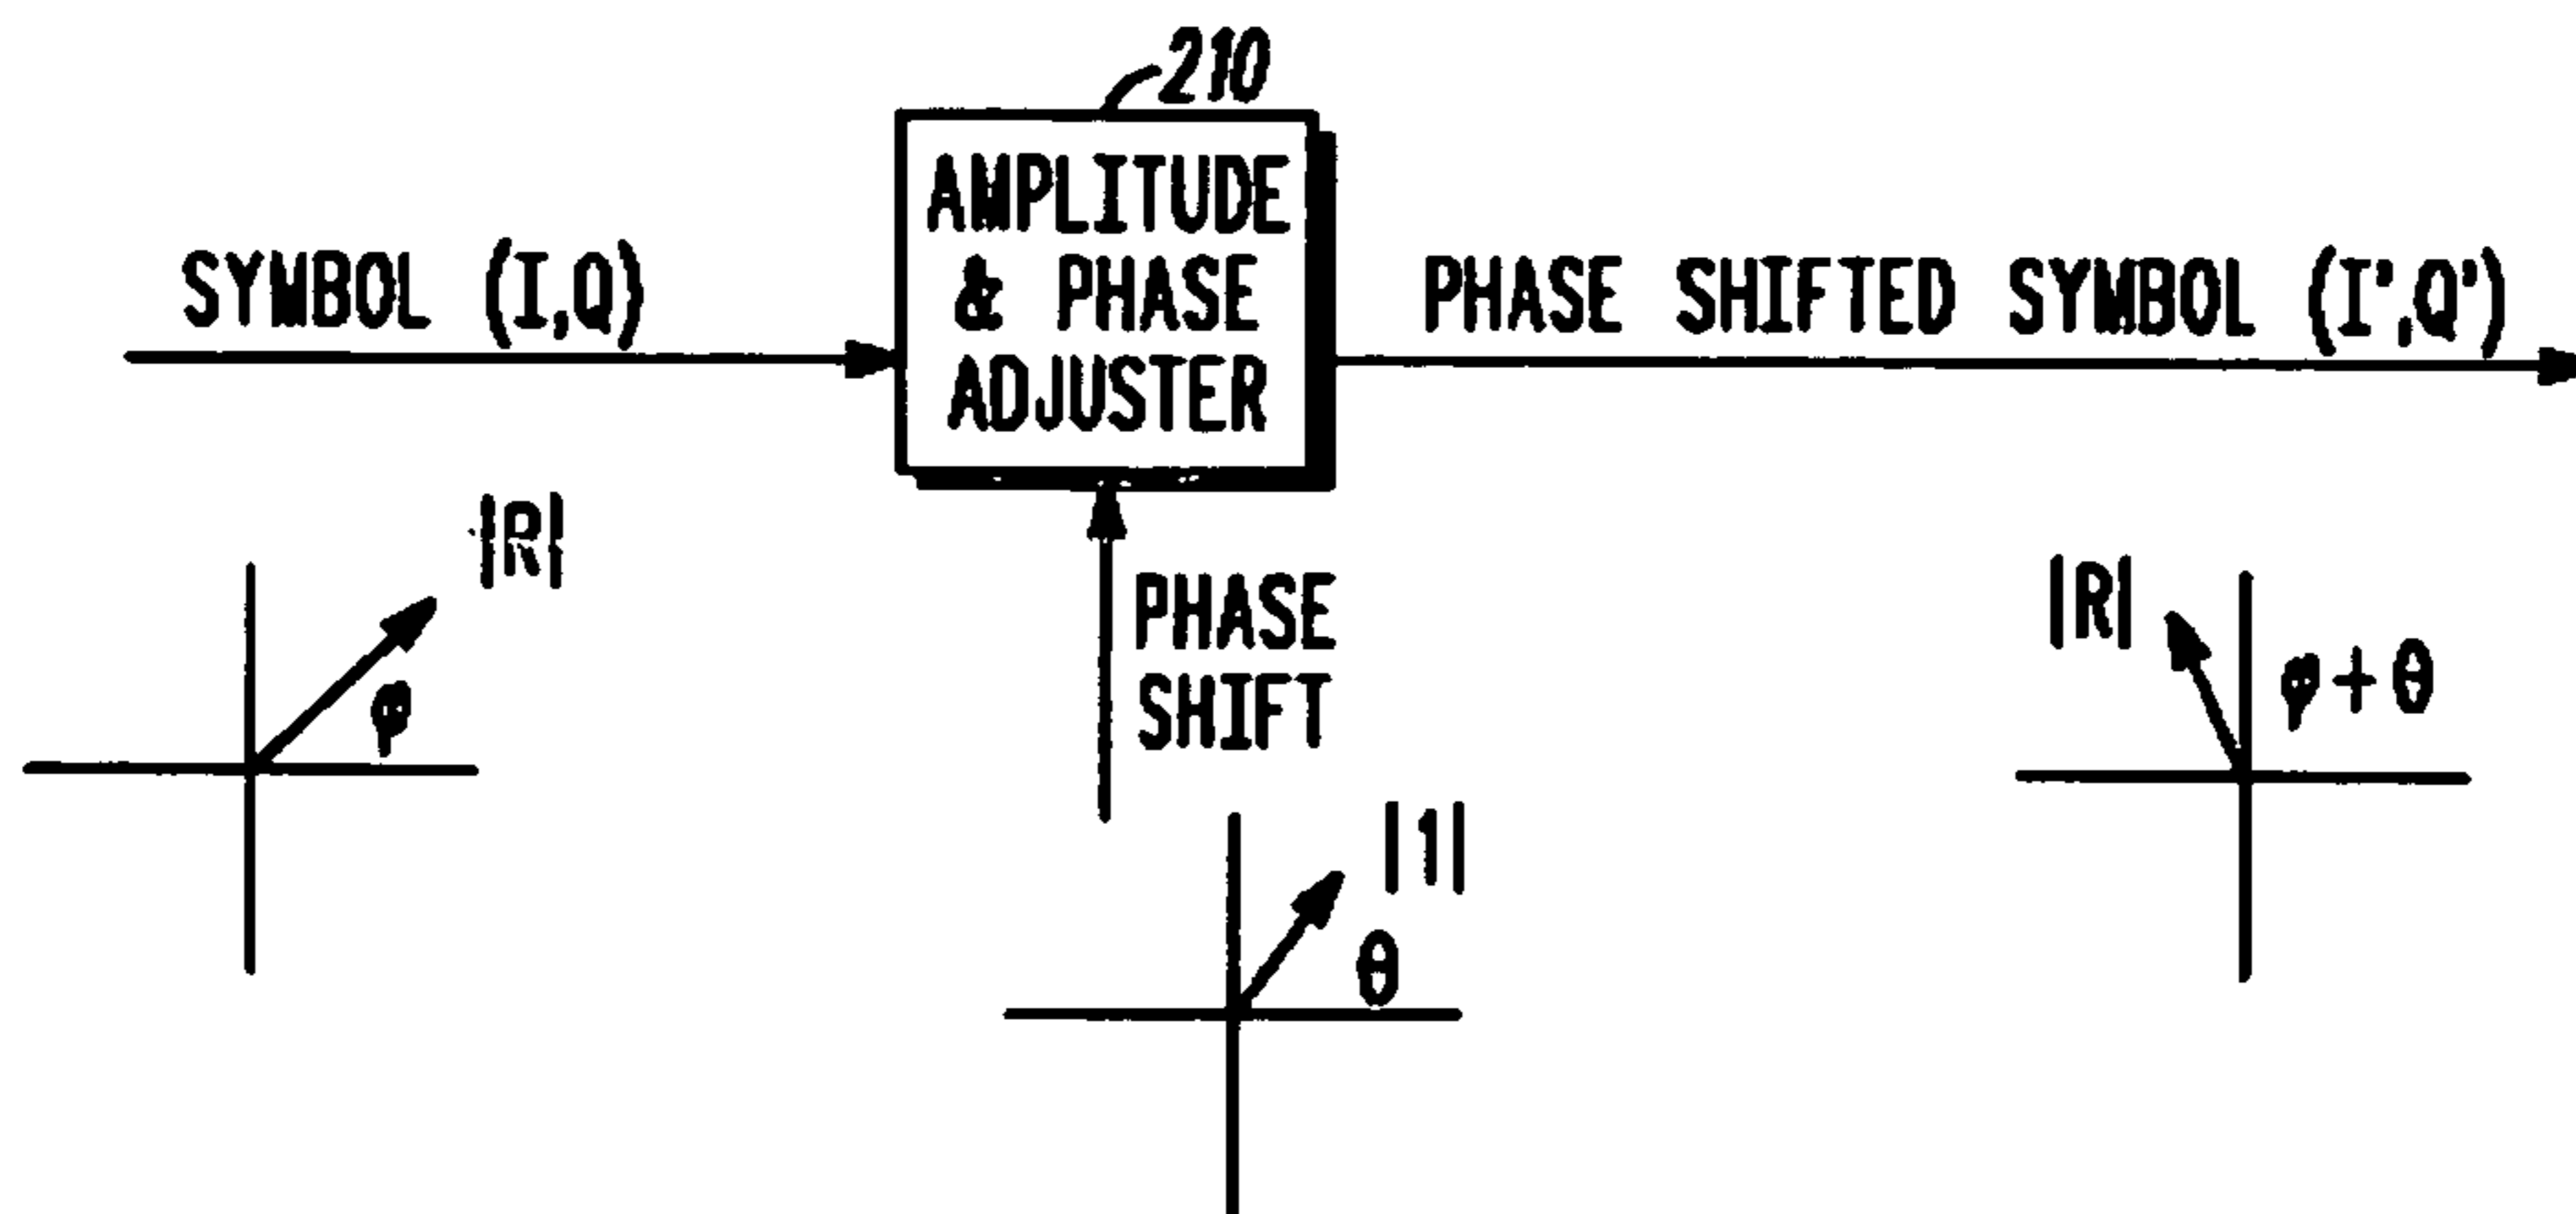 210
AMPLITUDE
& PHASE
ADJUSTER
SYMBOL (I,Q)
PHASE SHIFTED SYMBOL (I',Q')
|R|
φ
PHASE
SHIFT
|1|
θ
|R|
φ+θ